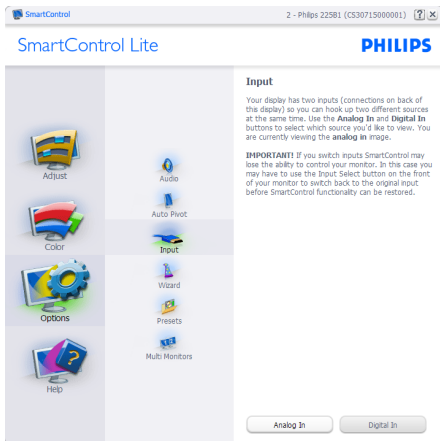 SmartControl
2 - Philips 225B1 (CS30715000001)
SmartControl Lite
PHILIPS
Adjust
Color
Options
Help
Audio
Auto Pivot
Input
Wizard
Presets
Multi Monitors
Input
Your display has two inputs (connections on back of
this display) so you can hook up two different sources
at the same time. Use the Analog In and Digital In
buttons to select which source you'd like to view. You
are currently viewing the analog in image.
IMPORTANT! If you switch inputs SmartControl may
lose the ability to control your monitor. In this case you
may have to use the Input Select button on the front
of your monitor to switch back to the original input
before SmartControl functionality can be restored.
Analog In
Digital In